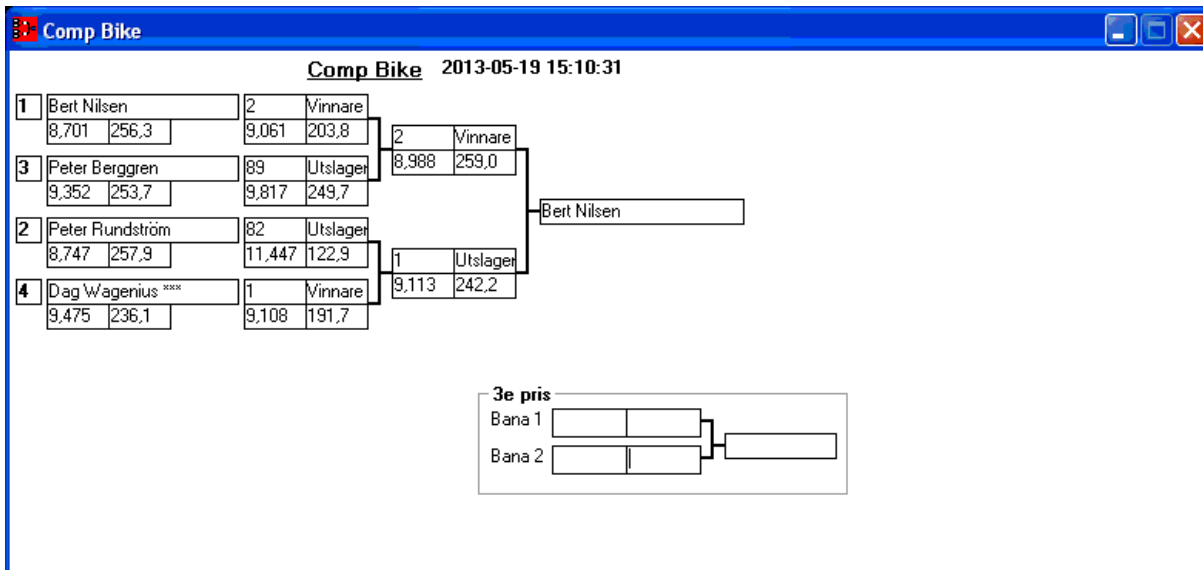 Comp Bike
Comp Bike 2013-05-19 15:10:31
1 Bert Nilsen 2 Vinnare
8,701 256,3 9,061 203,8
2 Vinnare
8,988 259,0
3 Peter Berggren 89 Utslager
9,352 253,7 9,817 249,7
Bert Nilsen
2 Peter Rundström 82 Utslager
8,747 257,9 11,447 122,9
1 Utslager
9,113 242,2
4 Dag Wagenius *** 1 Vinnare
9,475 236,1 9,108 191,7
3e pris
Bana 1
Bana 2